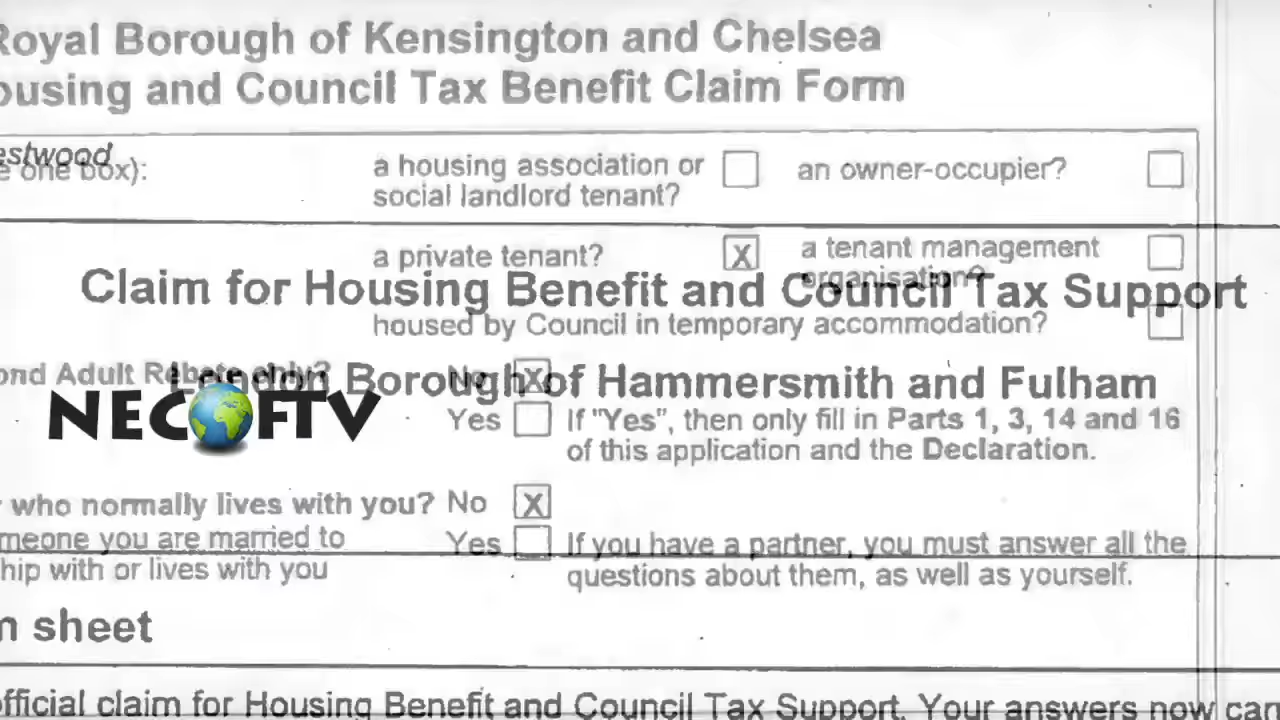 Royal Borough of Kensington and Chelsea
ousing and Council Tax Benefit Claim Form
estwood
e one box):
a housing association or
social landlord tenant?
an owner-occupier?
a private tenant?
X
a tenant management
organisation?
Claim for Housing Benefit and Council Tax Support
housed by Council in temporary accommodation?
ond Adult Rebate only?
No X
London Borough of Hammersmith and Fulham
NECOFTV
Yes
If "Yes", then only fill in Parts 1, 3, 14 and 16
of this application and the Declaration.
who normally lives with you? No X
meone you are married to
hip with or lives with you
Yes
If you have a partner, you must answer all the
questions about them, as well as yourself.
n sheet
official claim for Housing Benefit and Council Tax Support. Your answers now can